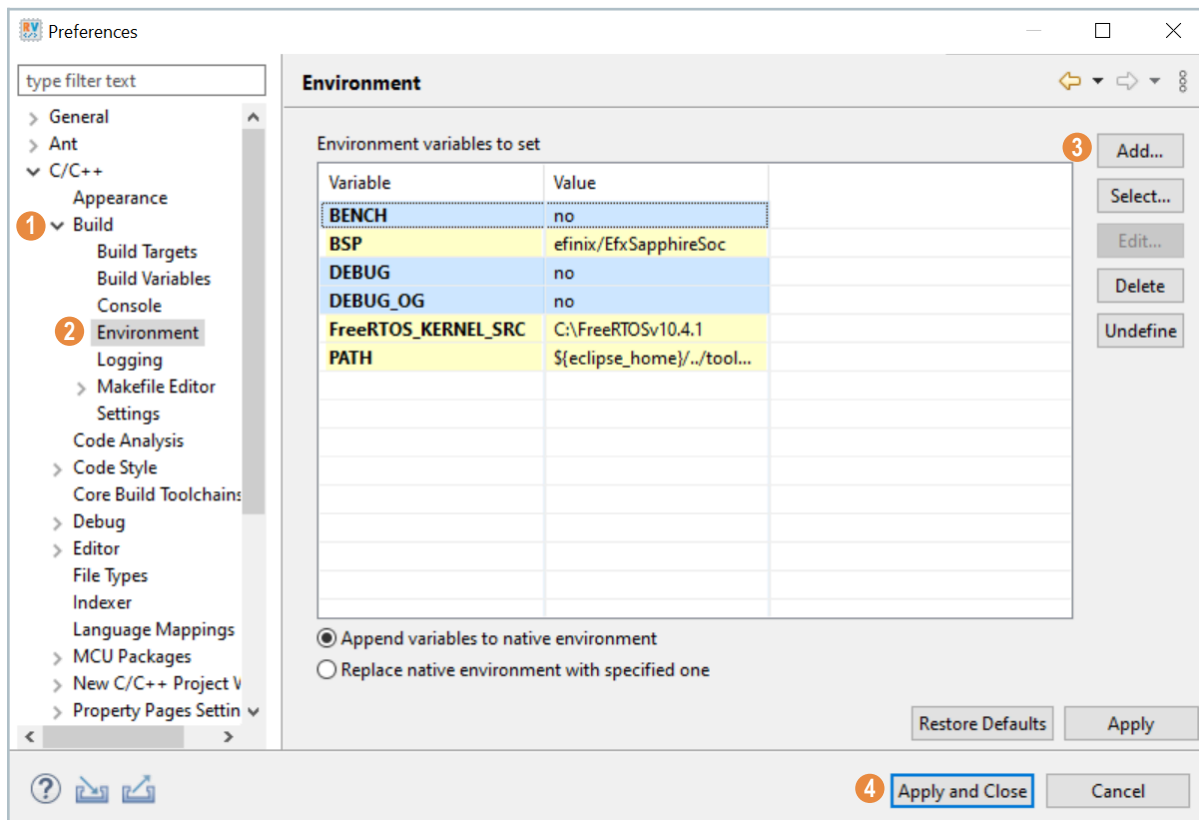 Preferences
type filter text
General
Ant
C/C++
Appearance
1 Build
Build Targets
Build Variables
Console
2 Environment
Logging
Makefile Editor
Settings
Code Analysis
Code Style
Core Build Toolchains
Debug
Editor
File Types
Indexer
Language Mappings
MCU Packages
New C/C++ Project W
Property Pages Settin
Environment
Environment variables to set
Variable Value
BENCH no
BSP efinix/EfxSapphireSoc
DEBUG no
DEBUG_OG no
FreeRTOS_KERNEL_SRC C:\FreeRTOSv10.4.1
PATH ${eclipse_home}/../tool...
3 Add...
Select...
Edit...
Delete
Undefine
Append variables to native environment
Replace native environment with specified one
Restore Defaults Apply
4 Apply and Close Cancel